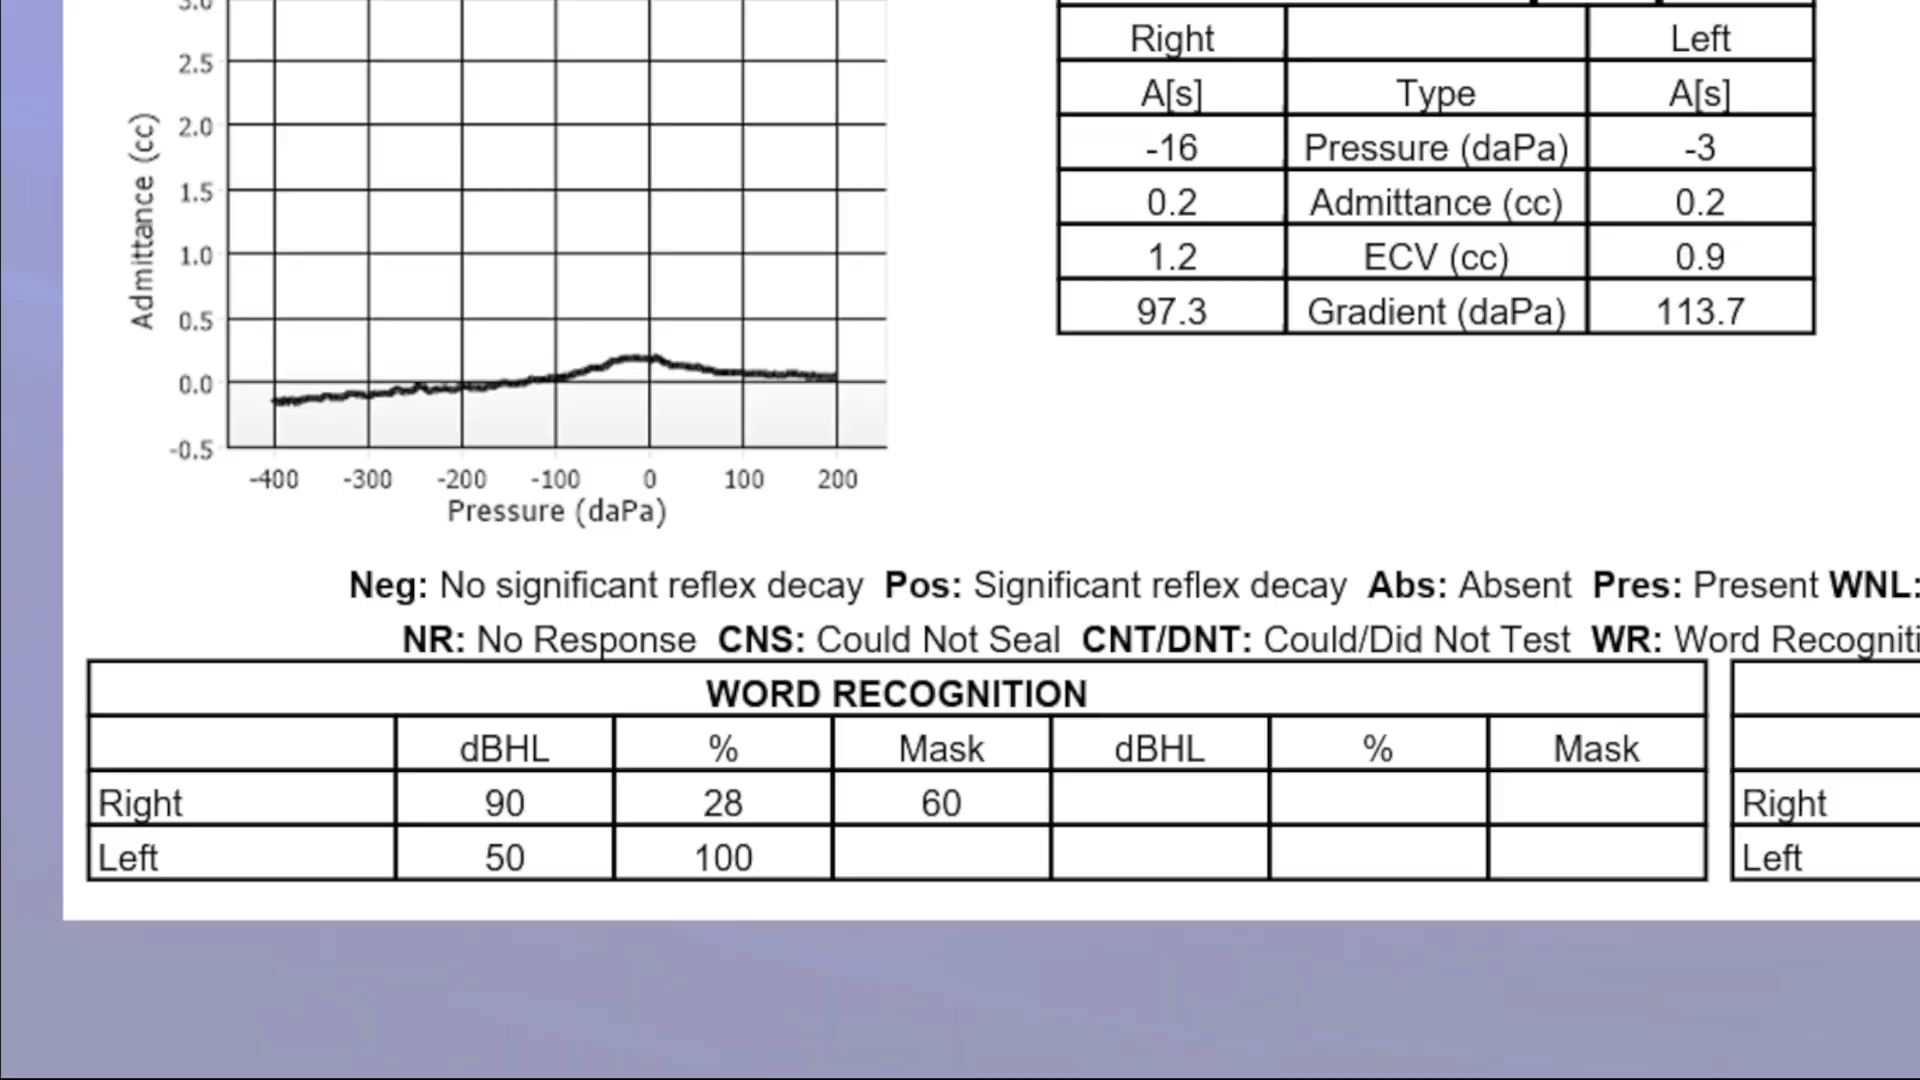 3.0
2.5
2.0
1.5
1.0
0.5
0.0
-0.5
Admittance (cc)
-400 -300 -200 -100 0 100 200
Pressure (daPa)
Right Left
A[s] Type A[s]
-16 Pressure (daPa) -3
0.2 Admittance (cc) 0.2
1.2 ECV (cc) 0.9
97.3 Gradient (daPa) 113.7
Neg: No significant reflex decay Pos: Significant reflex decay Abs: Absent Pres: Present WNL:
NR: No Response CNS: Could Not Seal CNT/DNT: Could/Did Not Test WR: Word Recogniti
WORD RECOGNITION
dBHL % Mask dBHL % Mask
Right 90 28 60
Left 50 100
Right
Left